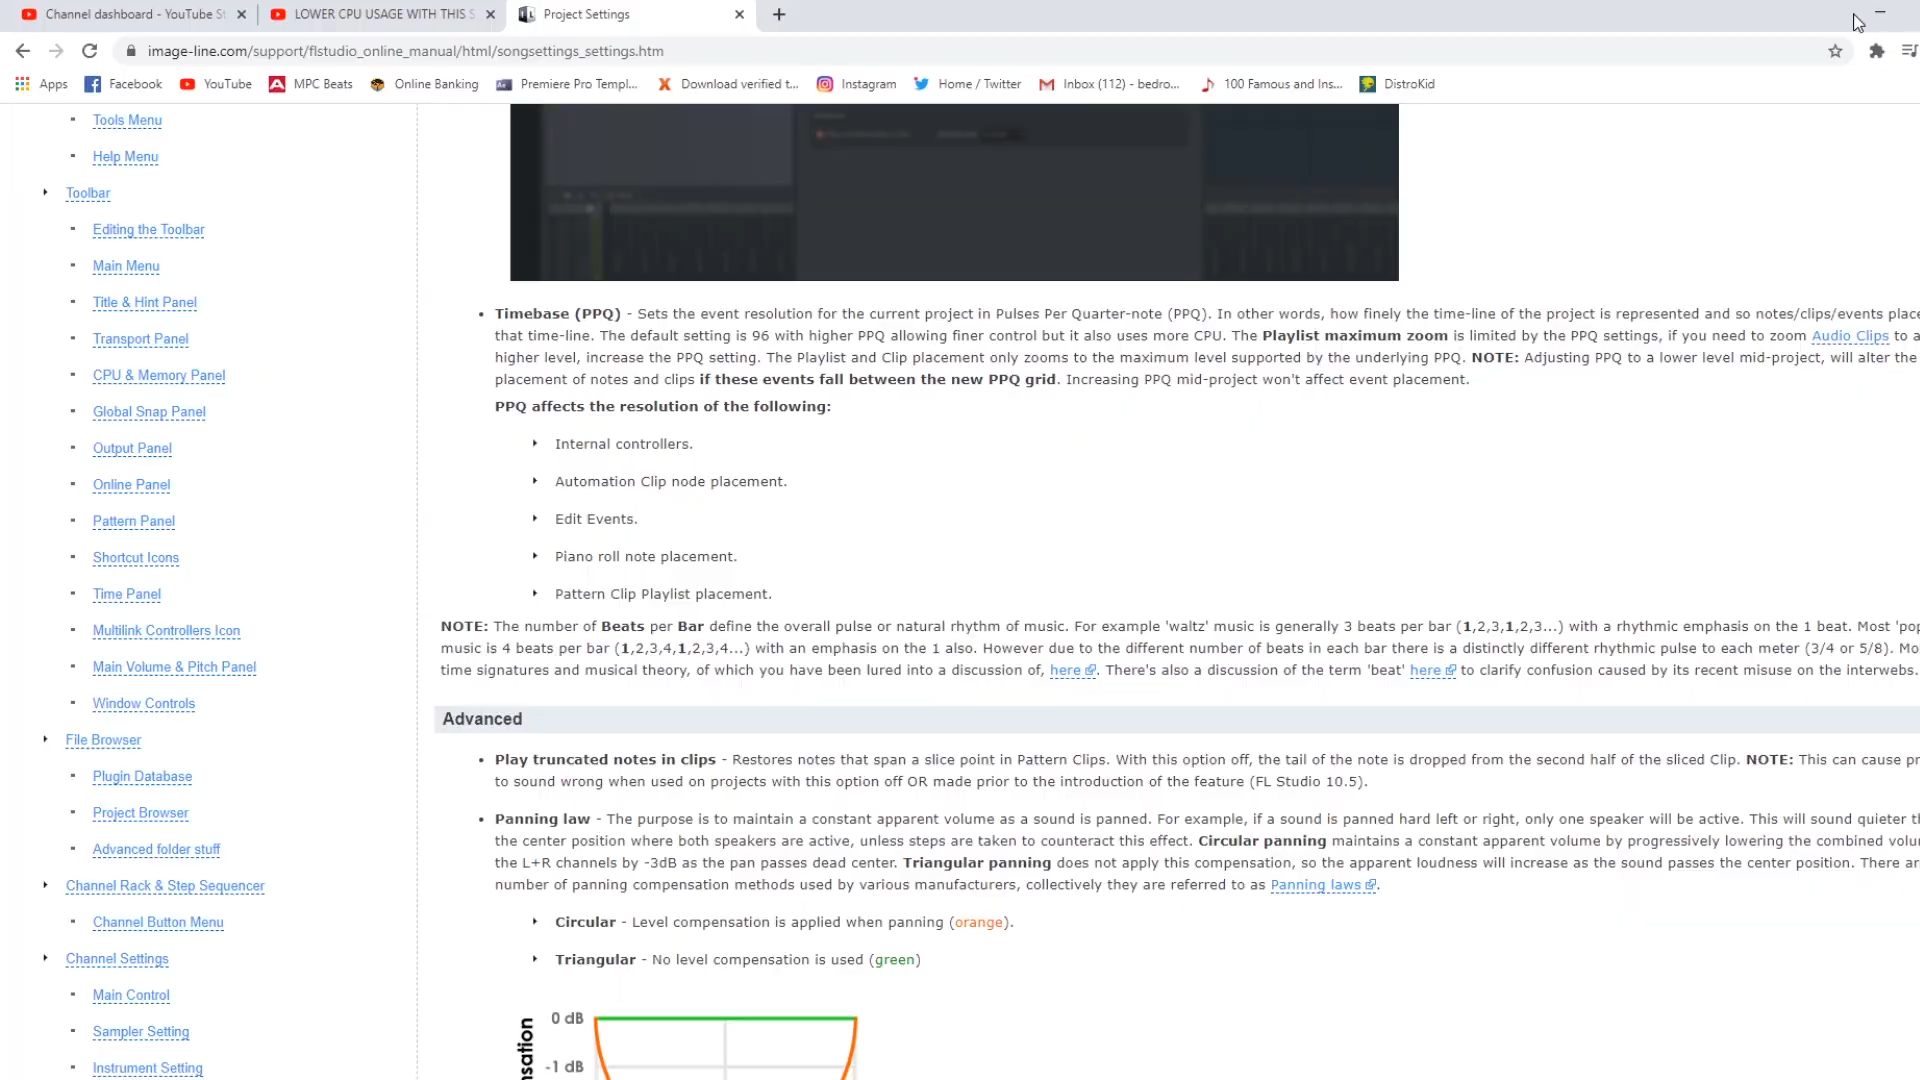 Channel dashboard - YouTube St
LOWER CPU USAGE WITH THIS S
Project Settings
image-line.com/support/flstudio_online_manual/html/songsettings_settings.htm
Apps
Facebook
YouTube
MPC Beats
Online Banking
Premiere Pro Templ...
Download verified t...
Instagram
Home / Twitter
Inbox (112) - bedro...
100 Famous and Ins...
DistroKid
Tools Menu
Help Menu
Toolbar
Editing the Toolbar
Main Menu
Title & Hint Panel
Transport Panel
CPU & Memory Panel
Global Snap Panel
Output Panel
Online Panel
Pattern Panel
Shortcut Icons
Time Panel
Multilink Controllers Icon
Main Volume & Pitch Panel
Window Controls
File Browser
Plugin Database
Project Browser
Advanced folder stuff
Channel Rack & Step Sequencer
Channel Button Menu
Channel Settings
Main Control
Sampler Setting
Instrument Setting
Timebase (PPQ) - Sets the event resolution for the current project in Pulses Per Quarter-note (PPQ). In other words, how finely the time-line of the project is represented and so notes/clips/events place
that time-line. The default setting is 96 with higher PPQ allowing finer control but it also uses more CPU. The Playlist maximum zoom is limited by the PPQ settings, if you need to zoom Audio Clips to a
higher level, increase the PPQ setting. The Playlist and Clip placement only zooms to the maximum level supported by the underlying PPQ. NOTE: Adjusting PPQ to a lower level mid-project, will alter the
placement of notes and clips if these events fall between the new PPQ grid. Increasing PPQ mid-project won't affect event placement.
PPQ affects the resolution of the following:
Internal controllers.
Automation Clip node placement.
Edit Events.
Piano roll note placement.
Pattern Clip Playlist placement.
NOTE: The number of Beats per Bar define the overall pulse or natural rhythm of music. For example 'waltz' music is generally 3 beats per bar (1,2,3,1,2,3...) with a rhythmic emphasis on the 1 beat. Most 'pop
music is 4 beats per bar (1,2,3,4,1,2,3,4...) with an emphasis on the 1 also. However due to the different number of beats in each bar there is a distinctly different rhythmic pulse to each meter (3/4 or 5/8). Mo
time signatures and musical theory, of which you have been lured into a discussion of, here. There's also a discussion of the term 'beat' here to clarify confusion caused by its recent misuse on the interwebs.
Advanced
Play truncated notes in clips - Restores notes that span a slice point in Pattern Clips. With this option off, the tail of the note is dropped from the second half of the sliced Clip. NOTE: This can cause pr
to sound wrong when used on projects with this option off OR made prior to the introduction of the feature (FL Studio 10.5).
Panning law - The purpose is to maintain a constant apparent volume as a sound is panned. For example, if a sound is panned hard left or right, only one speaker will be active. This will sound quieter th
the center position where both speakers are active, unless steps are taken to counteract this effect. Circular panning maintains a constant apparent volume by progressively lowering the combined volu
the L+R channels by -3dB as the pan passes dead center. Triangular panning does not apply this compensation, so the apparent loudness will increase as the sound passes the center position. There ar
number of panning compensation methods used by various manufacturers, collectively they are referred to as Panning laws.
Circular - Level compensation is applied when panning (orange).
Triangular - No level compensation is used (green)
0 dB
-1 dB
nsation